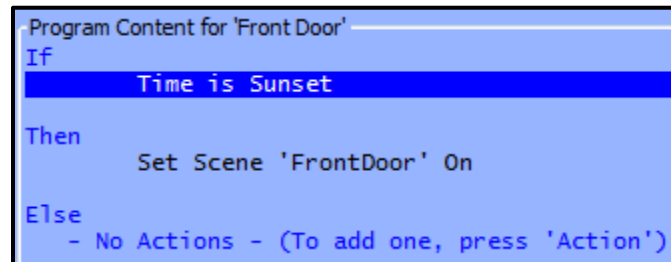 Program Content for 'Front Door'
If
Time is Sunset
Then
Set Scene 'FrontDoor' On
Else
- No Actions - (To add one, press 'Action')